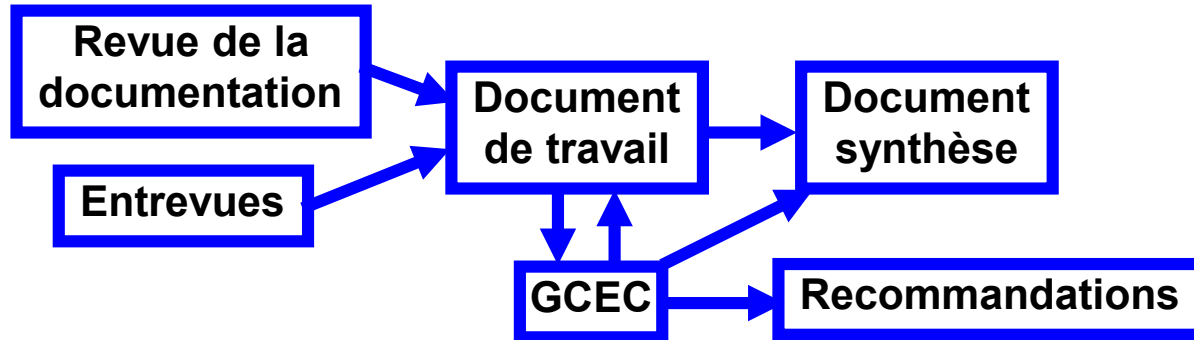 Revue de la
documentation
Entrevues
Document
de travail
Document
synthèse
GCEC
Recommandations